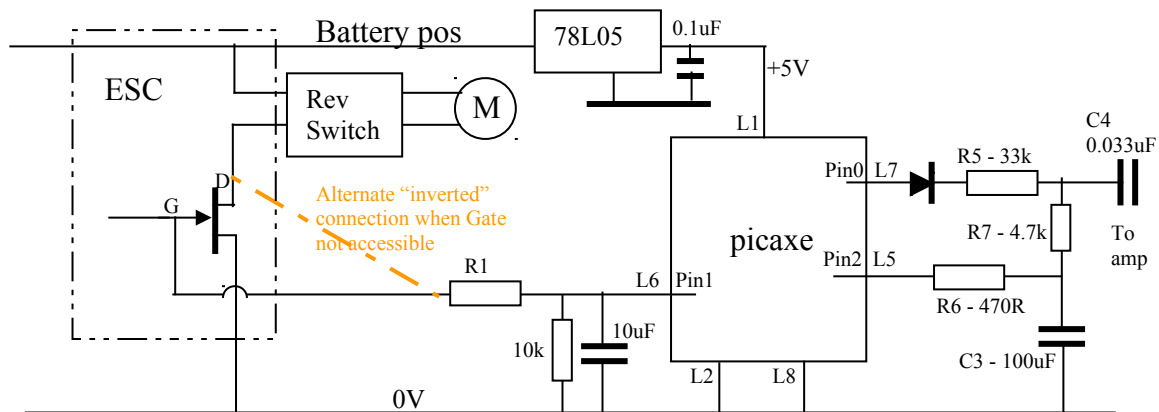 Battery pos
78L05
0.1uF
+5V
ESC
Rev
Switch
M
L1
C4
0.033uF
D
G
Alternate “inverted”
connection when Gate
not accessible
Pin0
L7
R5 - 33k
R7 - 4.7k
To
amp
picaxe
R1
L6
Pin1
Pin2
L5
R6 - 470R
10k
10uF
L2
L8
C3 - 100uF
0V